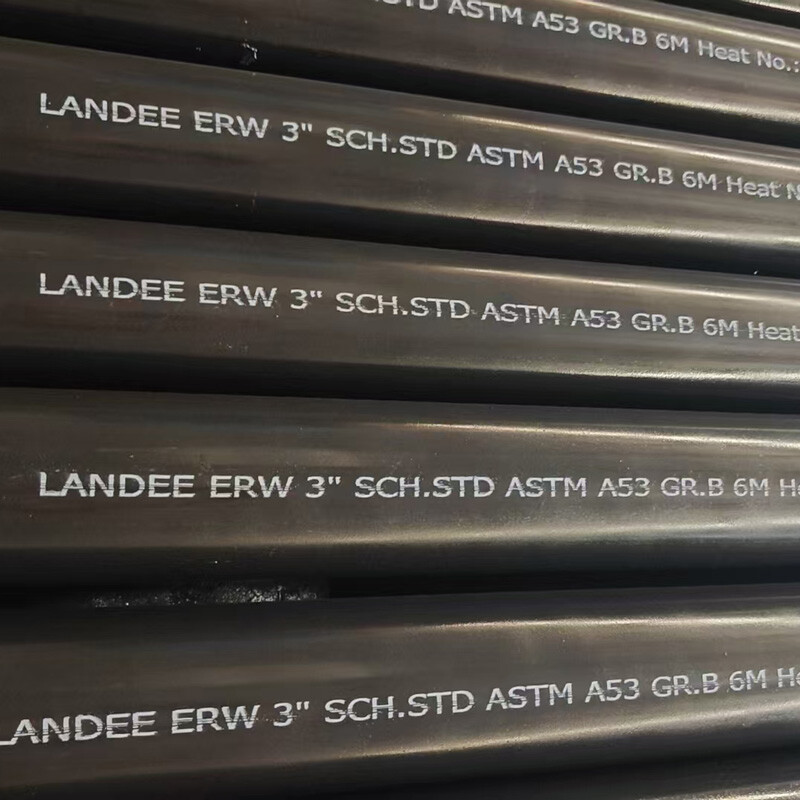 ASTM A53 GR.B 6M Heat No.:
LANDEE ERW 3" SCH.STD ASTM A53 GR.B 6M Heat
LANDEE ERW 3" SCH.STD ASTM A53 GR.B 6M Heat
LANDEE ERW 3" SCH.STD ASTM A53 GR.B 6M
LANDEE ERW 3" SCH.STD ASTM A53 GR.B 6M